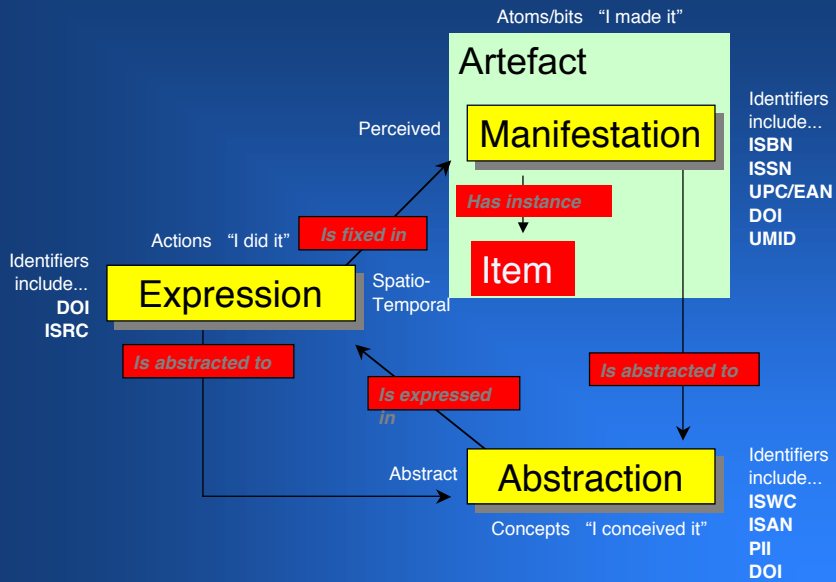 Atoms/bits “I made it”
Artefact
Perceived
Manifestation
Identifiers
include...
ISBN
ISSN
UPC/EAN
DOI
UMID
Has instance
Item
Is fixed in
Actions “I did it”
Identifiers
include...
DOI
ISRC
Expression
Spatio-
Temporal
Is abstracted to
Is expressed
in
Is abstracted to
Abstract
Abstraction
Concepts “I conceived it”
Identifiers
include...
ISWC
ISAN
PII
DOI